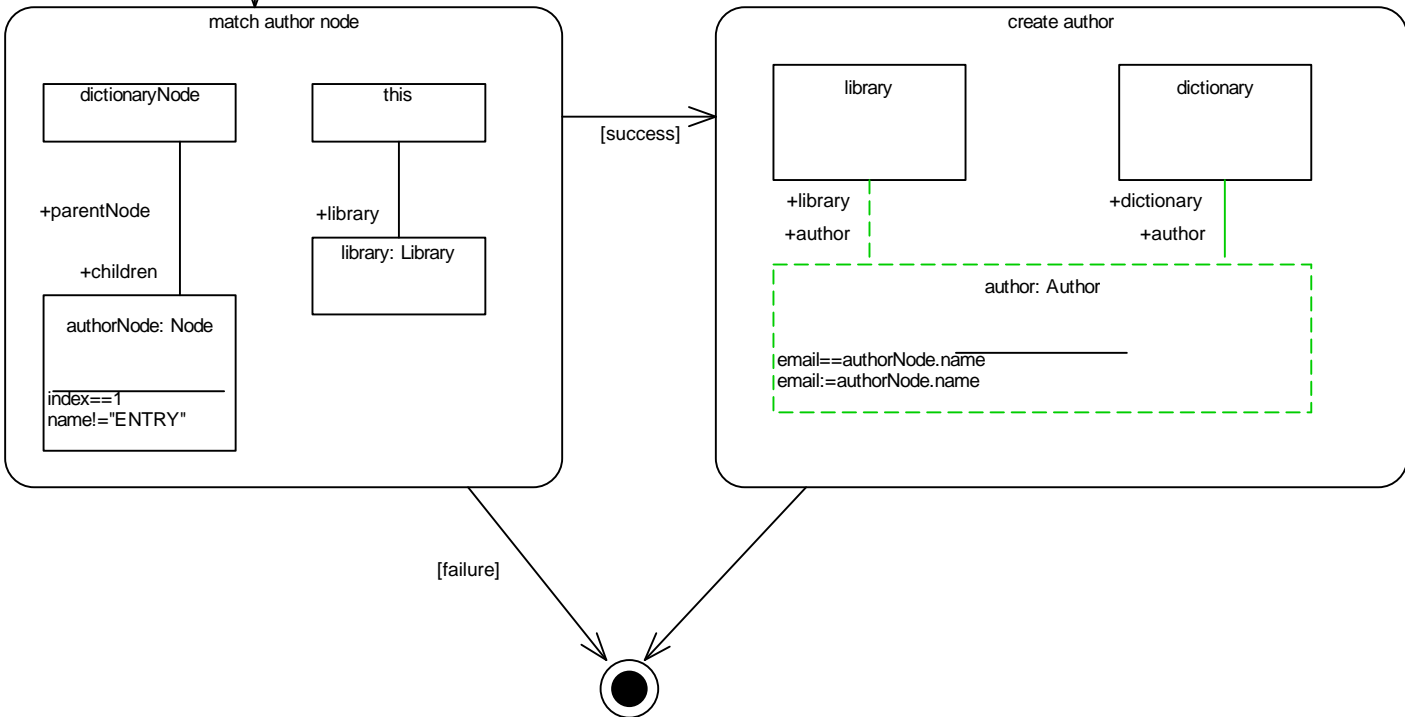 match author node
dictionaryNode
this
+parentNode
+library
+children
library: Library
authorNode: Node
index==1
name!="ENTRY"
[success]
create author
library
dictionary
+library
+dictionary
+author
+author
author: Author
email==authorNode.name
email:=authorNode.name
[failure]